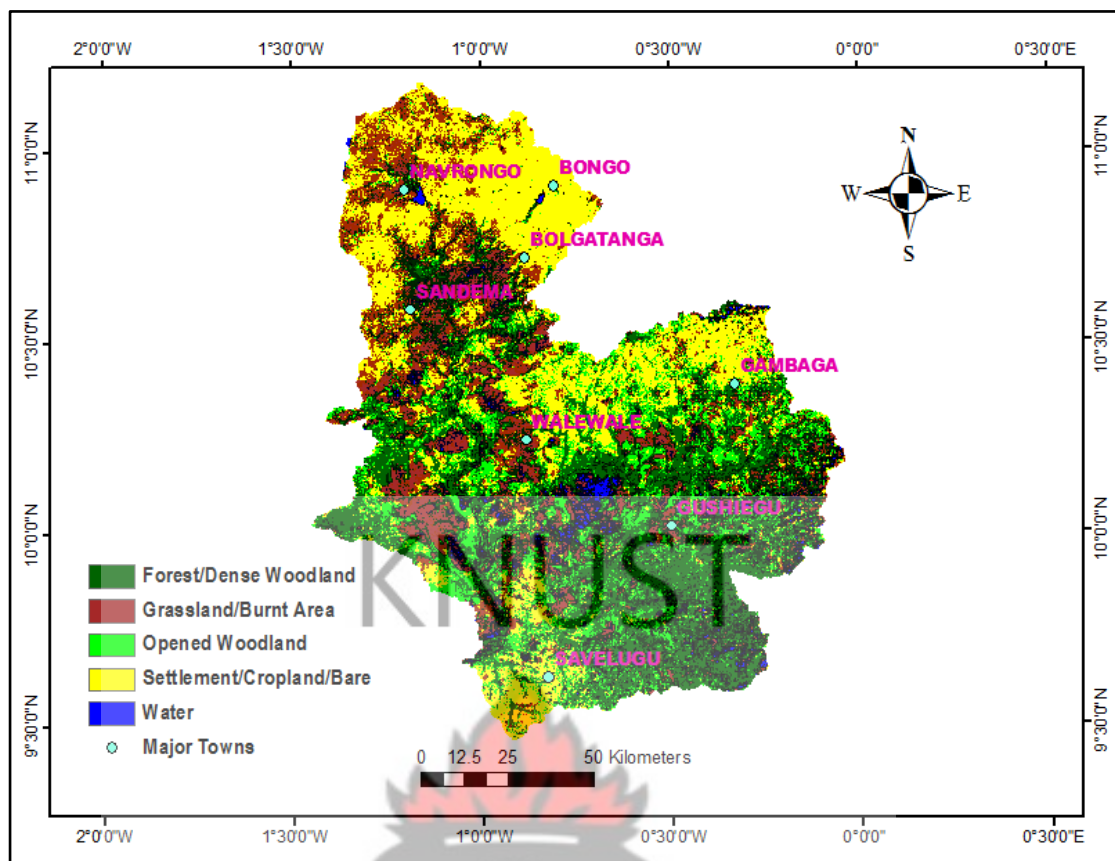 2°0'0"W 1°30'0"W 1°0'0"W 0°30'0"W 0°0'0" 0°30'0"E
11°0'0"N 11°0'0"N
N
W E
S
NAVRONGO
BONGO
BOLGATANGA
SANDEMA
10°30'0"N 10°30'0"N
GAMBAGA
WALEWALE
GUSHIEGU
10°0'0"N 10°0'0"N
KNUST
Forest/Dense Woodland
Grassland/Burnt Area
Opened Woodland
Settlement/Cropland/Bare
Water
Major Towns
SAVELUGU
9°30'0"N 9°30'0"N
0 12.5 25 50 Kilometers
2°0'0"W 1°30'0"W 1°0'0"W 0°30'0"W 0°0'0" 0°30'0"E